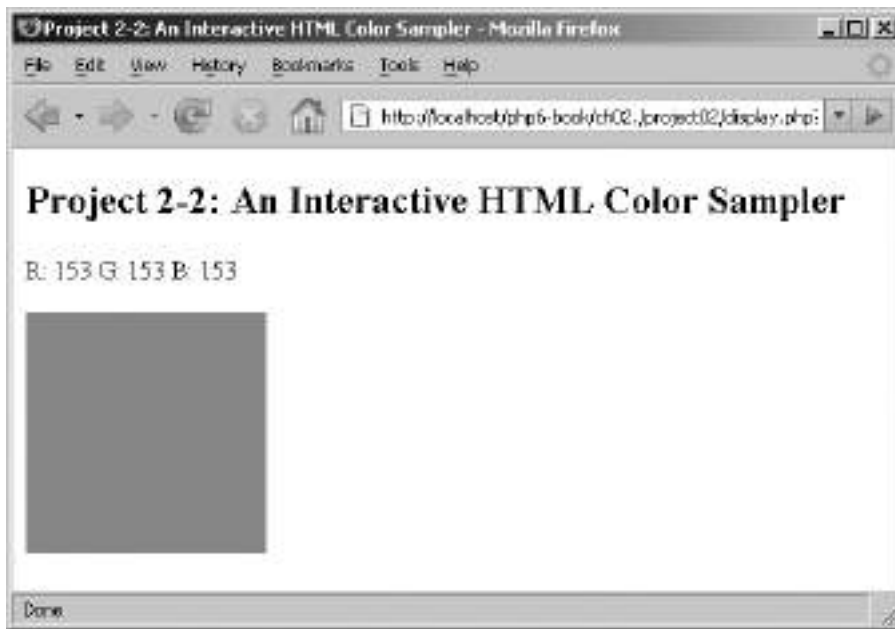 Project 2-2: An Interactive HTML Color Sampler - Mozilla Firefox
File Edit View History Bookmarks Tools Help
http://localhost/php6-book/ch02./project02/display.php?
Project 2-2: An Interactive HTML Color Sampler
R: 153 G: 153 B: 153
Done